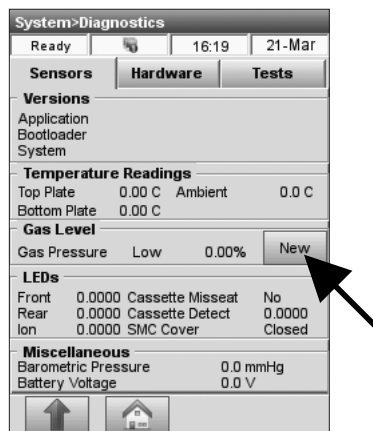 System>Diagnostics
Ready 16:19 21-Mar
Sensors Hardware Tests
Versions
Application
Bootloader
System
Temperature Readings
Top Plate 0.00 C Ambient 0.0 C
Bottom Plate 0.00 C
Gas Level
Gas Pressure Low 0.00% New
LEDs
Front 0.0000 Cassette Misseat No
Rear 0.0000 Cassette Detect 0.0000
Ion 0.0000 SMC Cover Closed
Miscellaneous
Barometric Pressure 0.0 mmHg
Battery Voltage 0.0 V